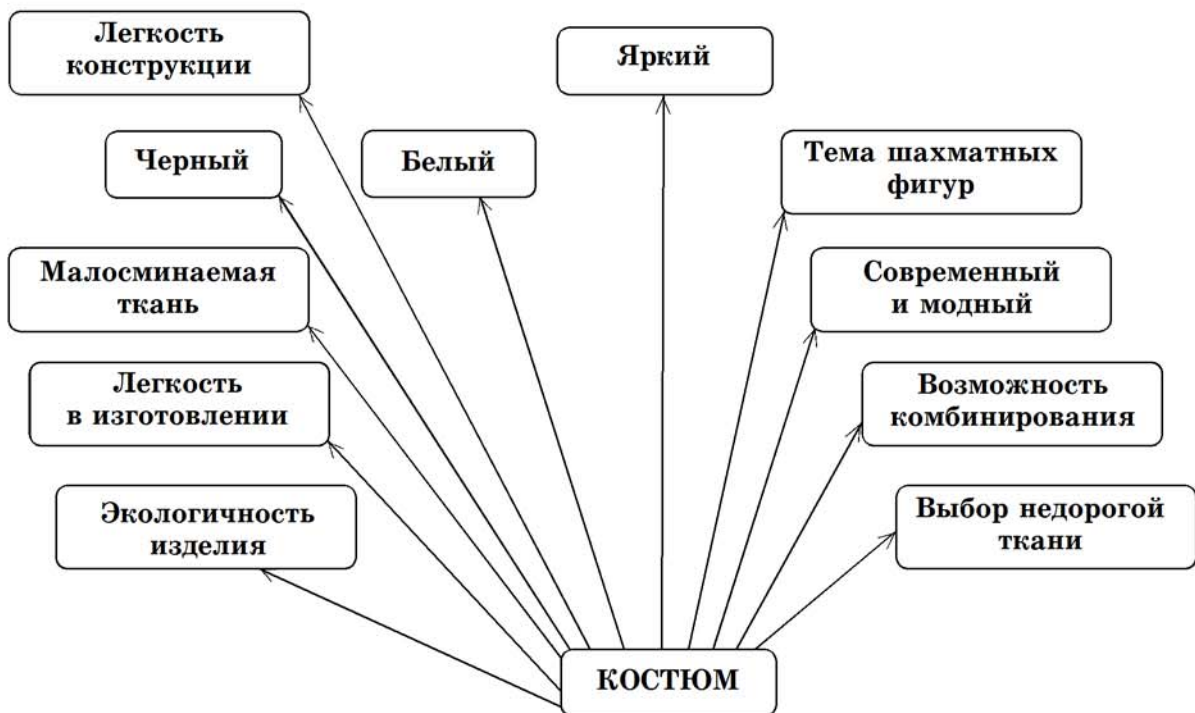 Легкость
конструкции
Яркий
Черный
Белый
Тема шахматных
фигур
Малосминаемая
ткань
Современный
и модный
Легкость
в изготовлении
Возможность
комбинирования
Экологичность
изделия
Выбор недорогой
ткани
КОСТЮМ